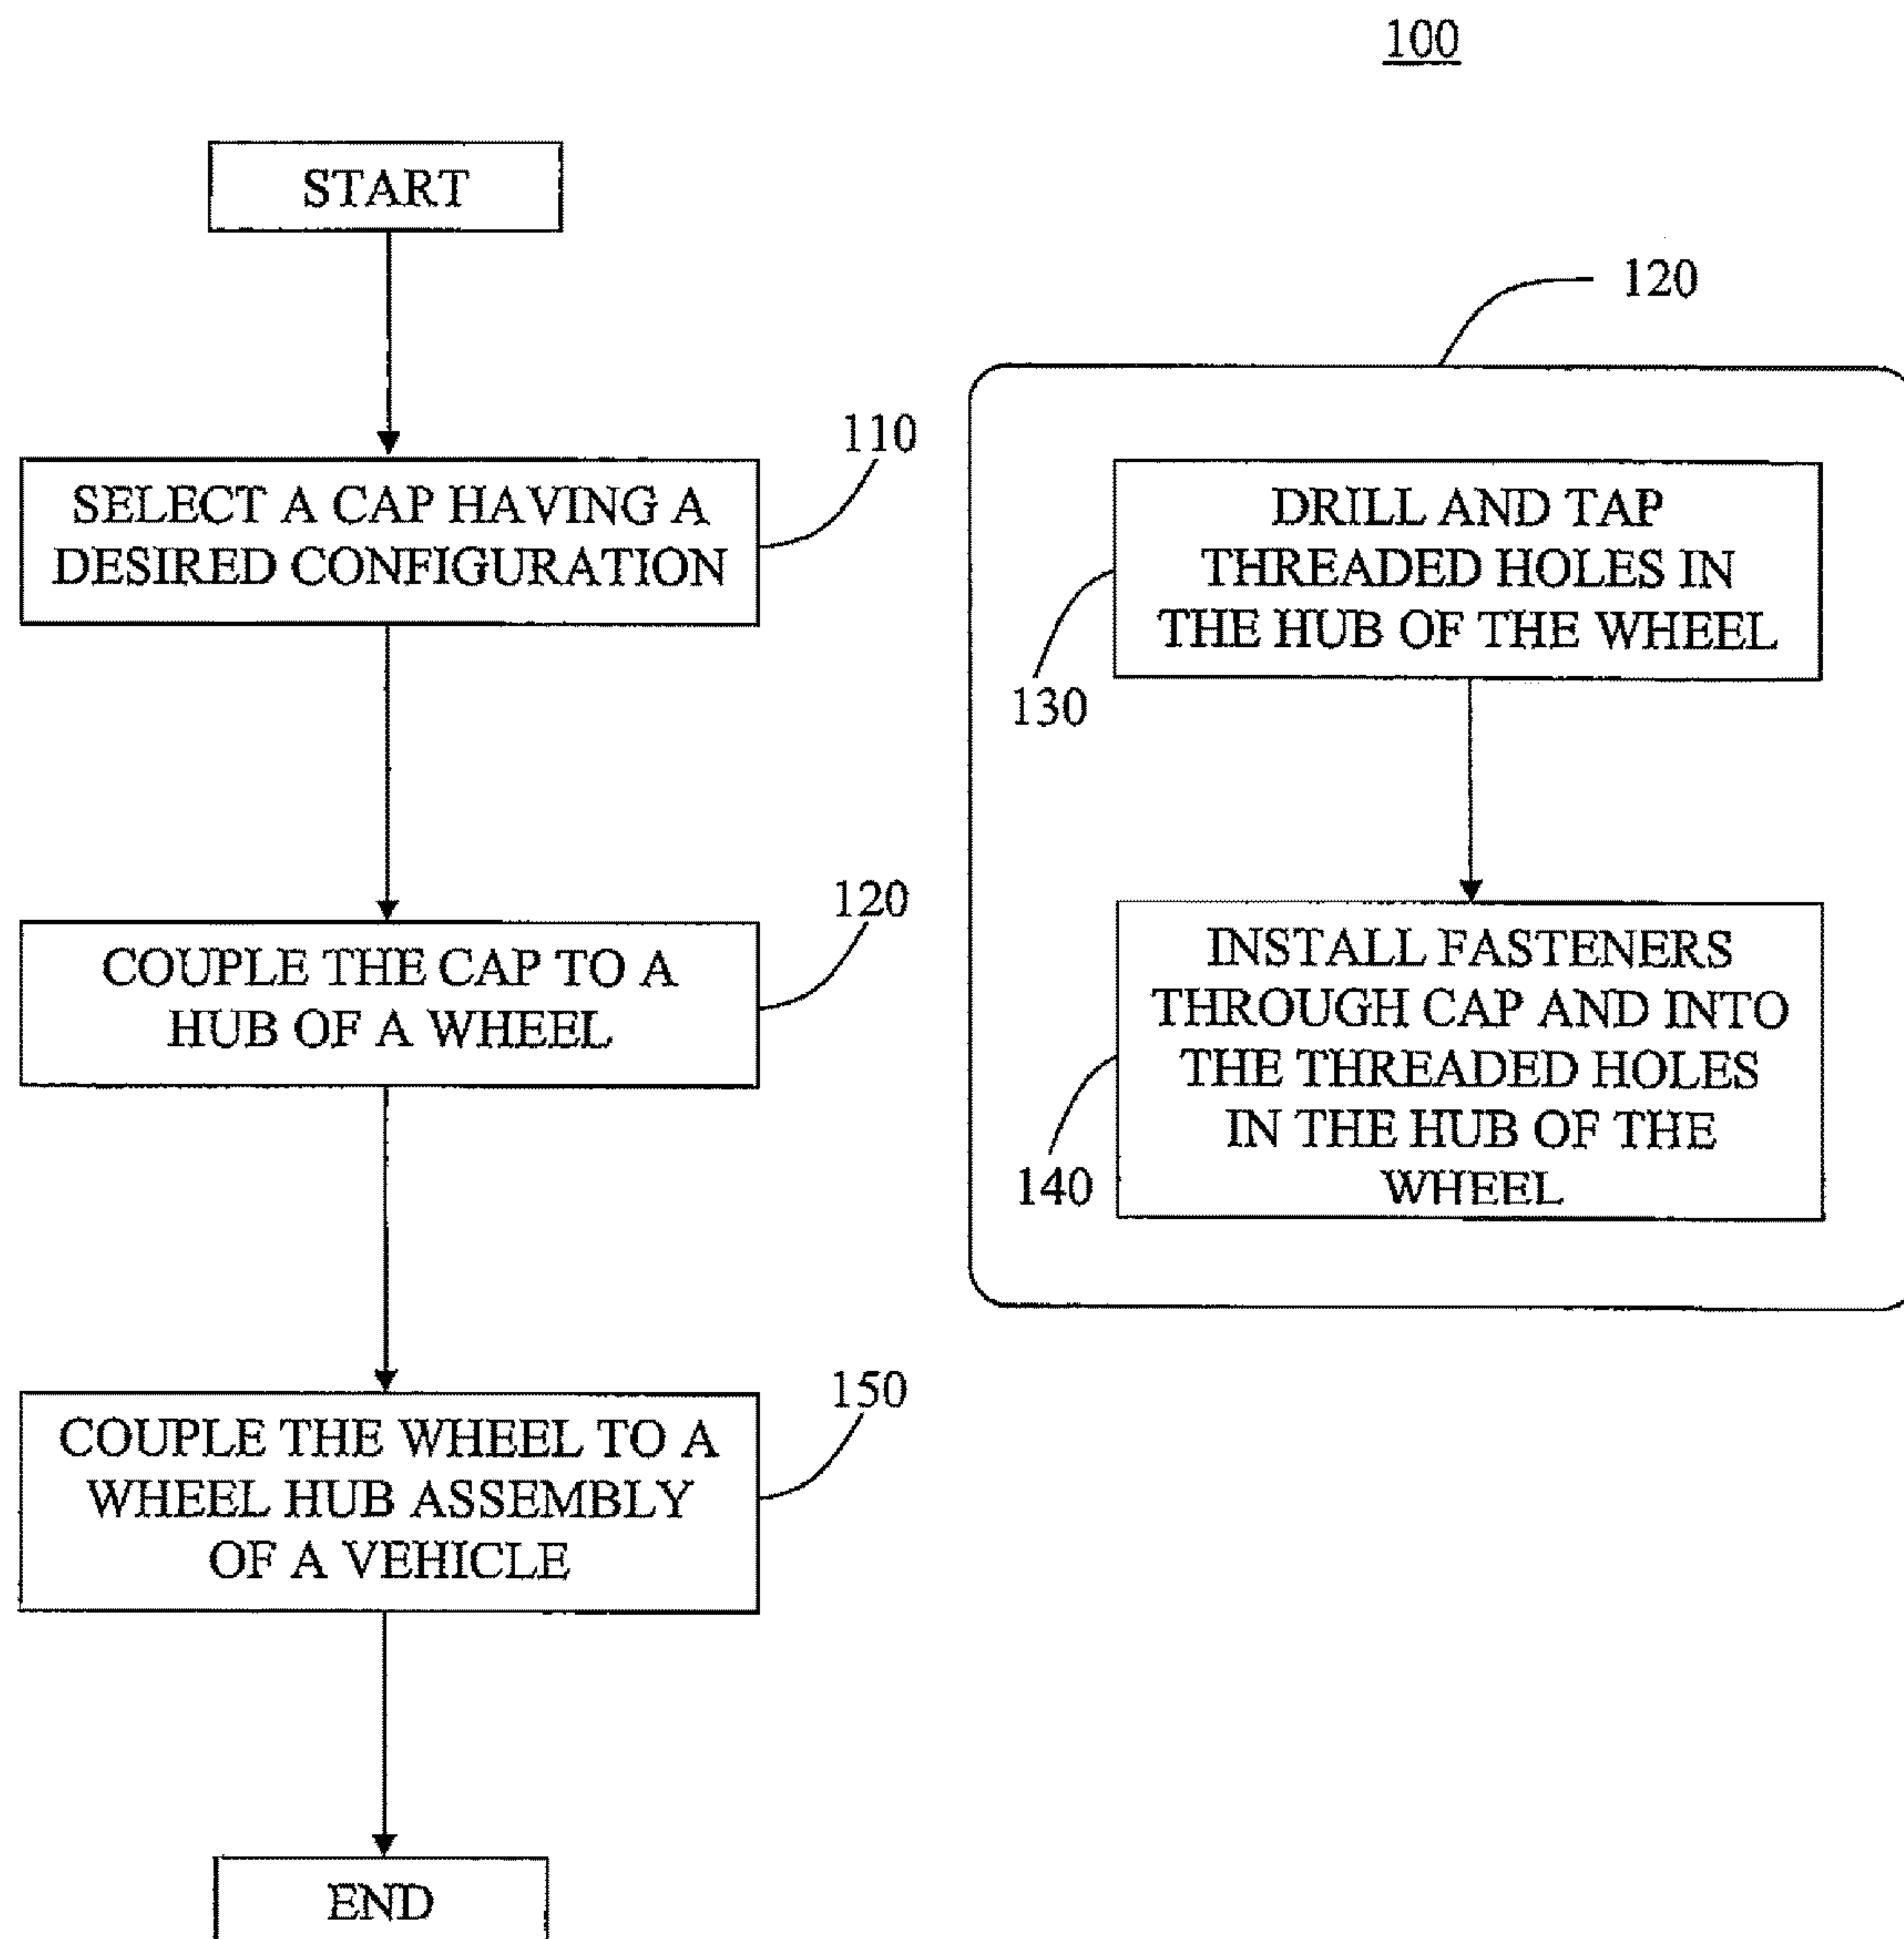 100
START
110
SELECT A CAP HAVING A
DESIRED CONFIGURATION
120
COUPLE THE CAP TO A
HUB OF A WHEEL
150
COUPLE THE WHEEL TO A
WHEEL HUB ASSEMBLY
OF A VEHICLE
END
120
DRILL AND TAP
THREADED HOLES IN
THE HUB OF THE WHEEL
130
INSTALL FASTENERS
THROUGH CAP AND INTO
THE THREADED HOLES
IN THE HUB OF THE
WHEEL
140